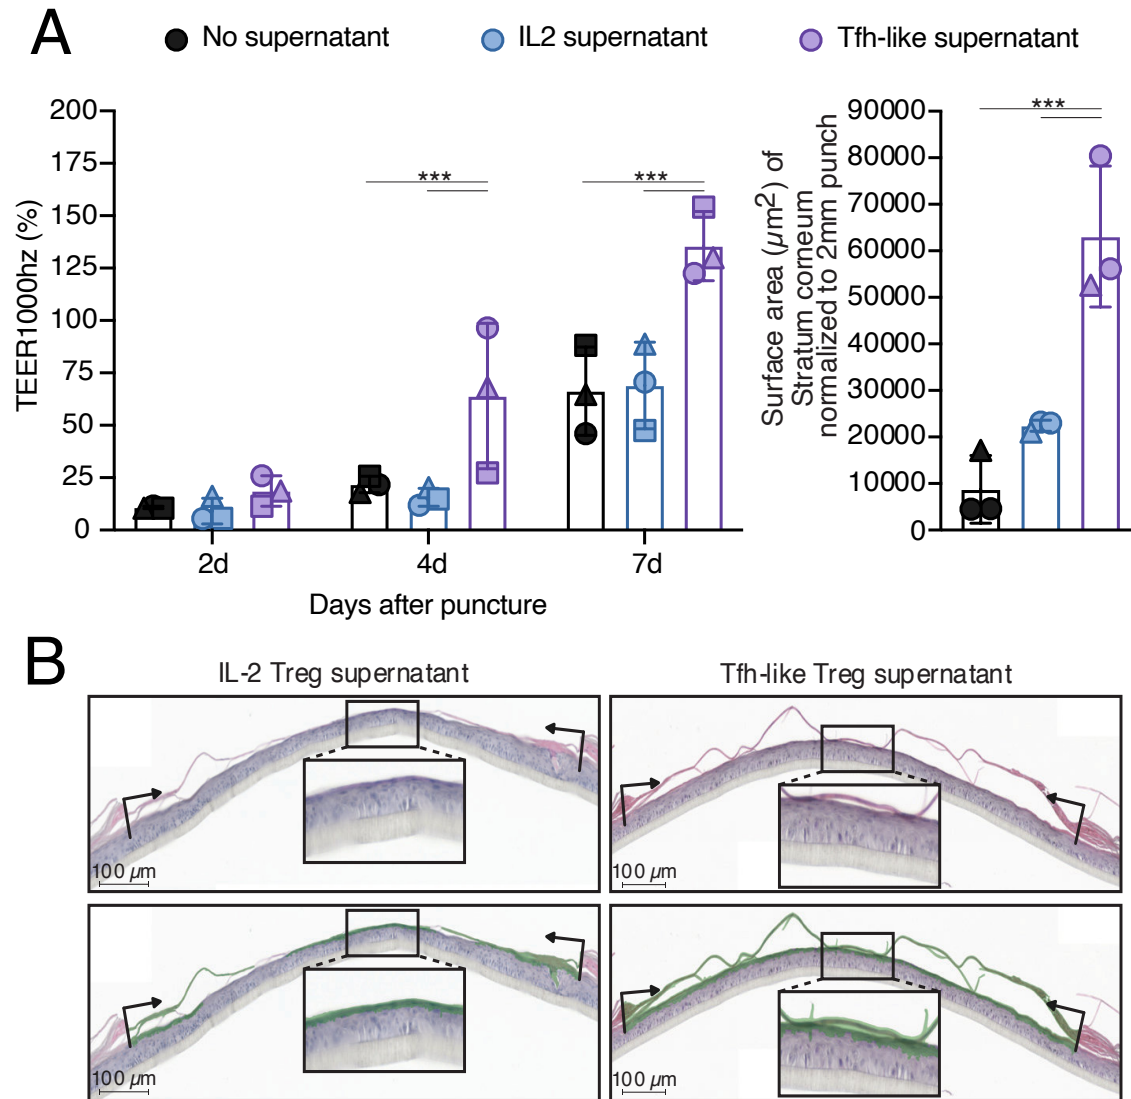 A
No supernatant
IL2 supernatant
Tfh-like supernatant
TEER1000hz (%)
200
175
150
125
100
75
50
25
0
***
***
2d
4d
7d
Days after puncture
Surface area (µm2) of
Stratum corneum
normalized to 2mm punch
90000
80000
70000
60000
50000
40000
30000
20000
10000
0
***
B
IL-2 Treg supernatant
Tfh-like Treg supernatant
100 µm
100 µm
100 µm
100 µm